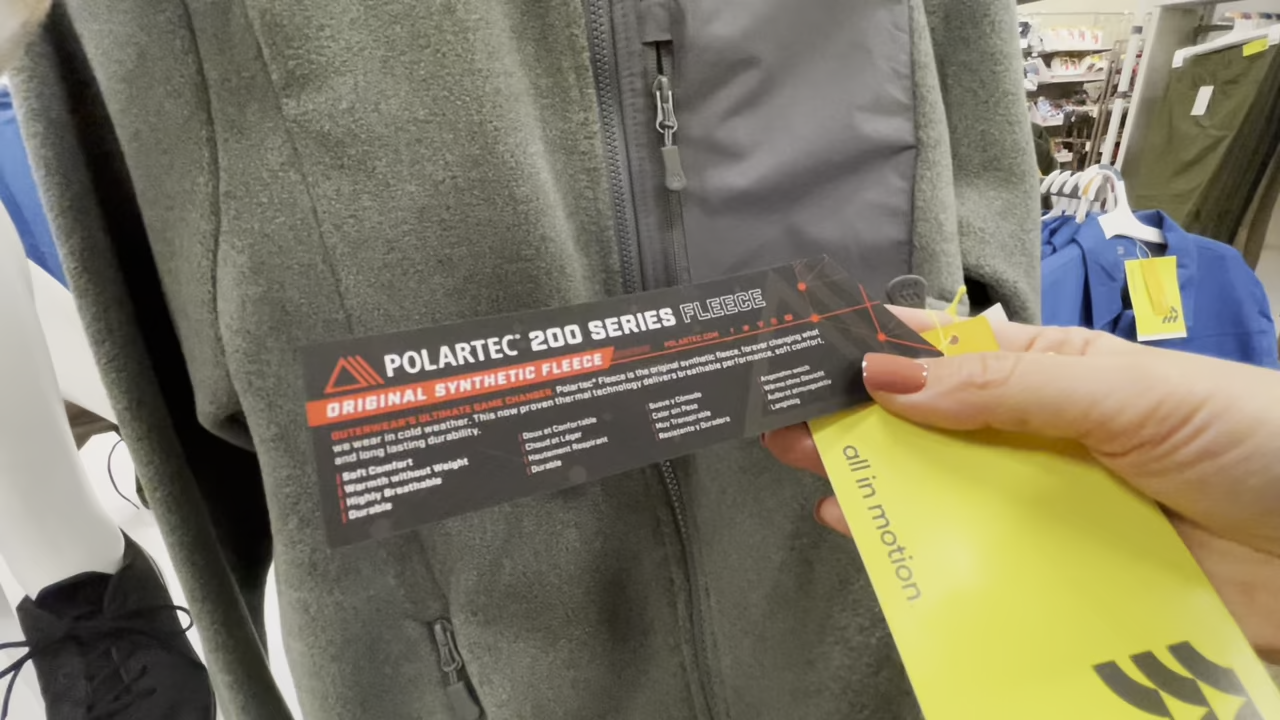 POLARTEC® 200 SERIES FLEECE
ORIGINAL SYNTHETIC FLEECE
POLARTEC.COM
OUTERWEAR'S ULTIMATE GAME CHANGER. Polartec® Fleece is the original synthetic fleece, forever changing what
we wear in cold weather. This now proven thermal technology delivers breathable performance, soft comfort,
and long lasting durability.
Soft Comfort
Warmth without Weight
Highly Breathable
Durable
Doux et Confortable
Chaud et Léger
Hautement Respirant
Durable
Suave y Cómodo
Calor sin Peso
Muy Transpirable
Resistente y Duradero
Angenehm weich
Wärme ohne Gewicht
Äußerst atmungsaktiv
Langlebig
all in motion